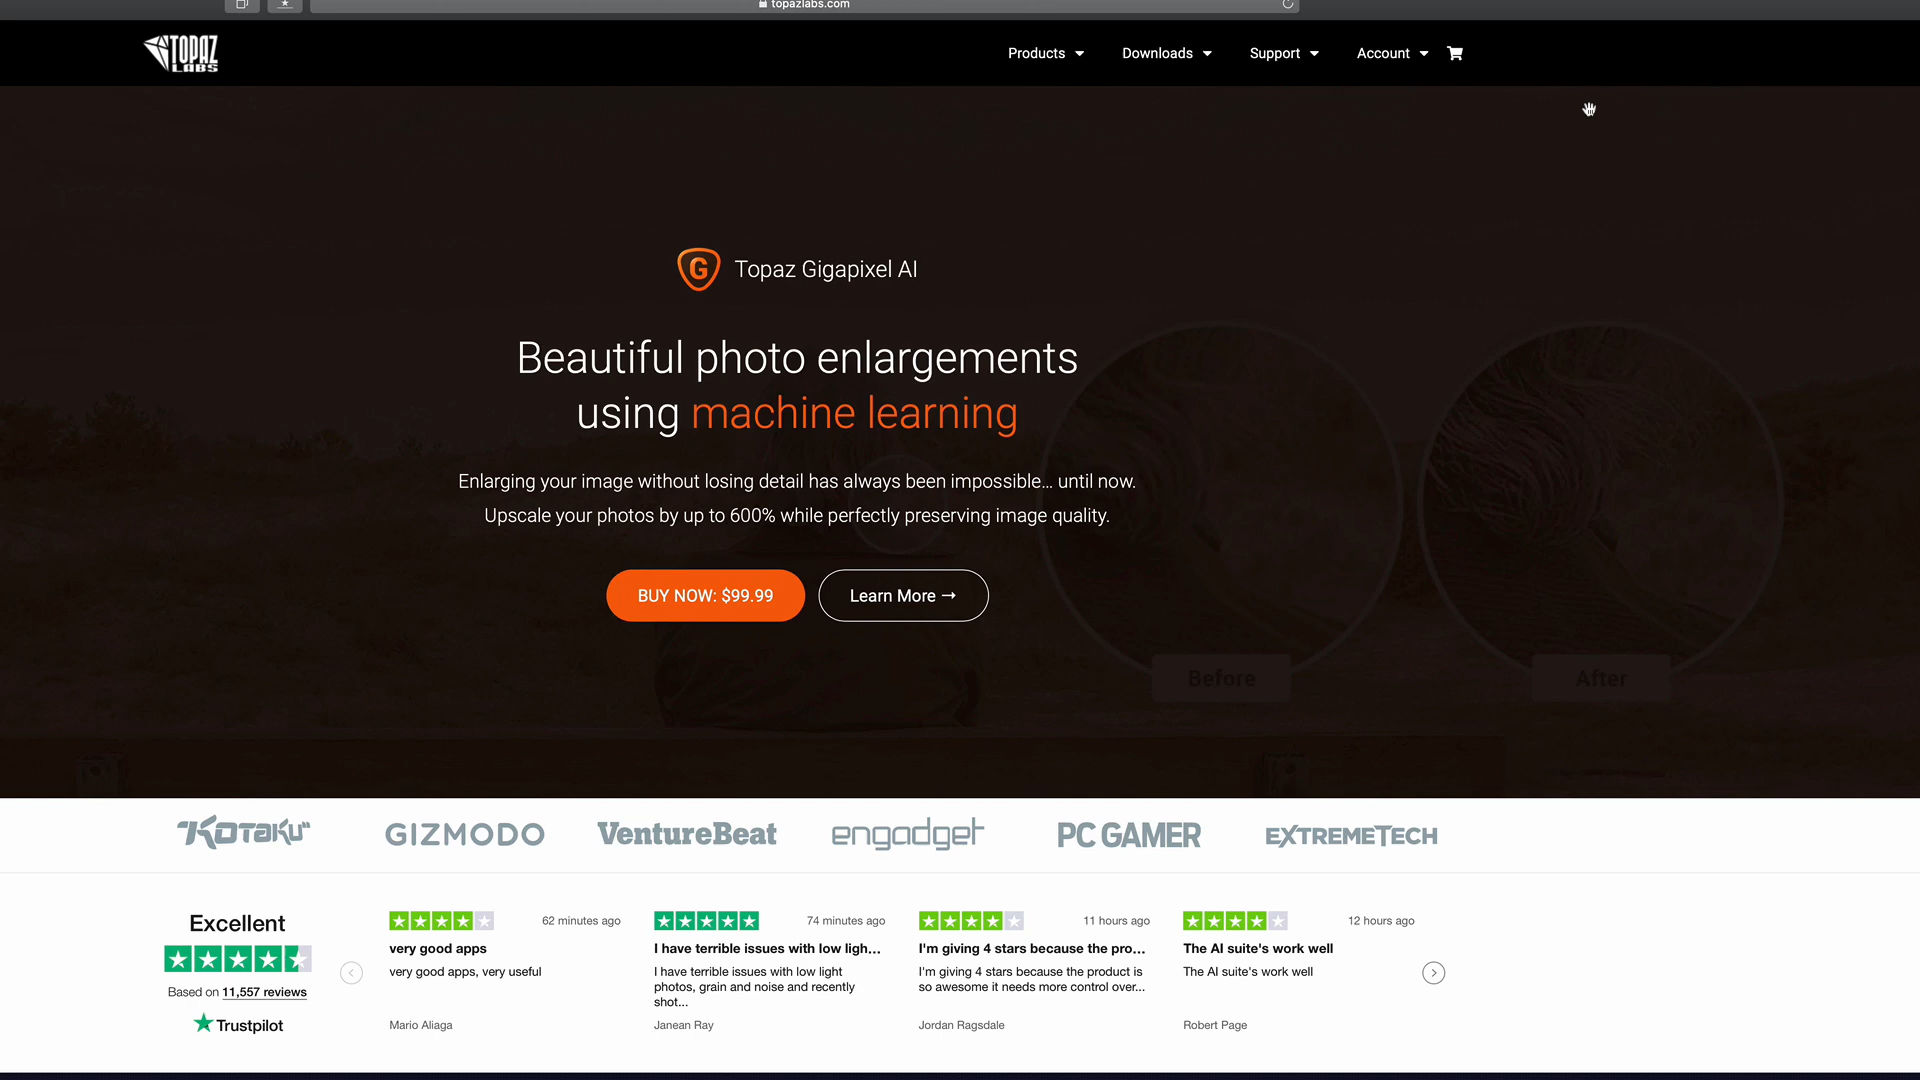 topazlabs.com
TOPAZ
LABS
Products
Downloads
Support
Account
G
Topaz Gigapixel AI
Beautiful photo enlargements
using machine learning
Enlarging your image without losing detail has always been impossible... until now.
Upscale your photos by up to 600% while perfectly preserving image quality.
BUY NOW: $99.99
Learn More →
Before
After
"KOTAKU"
GIZMODO
VentureBeat
engadget
PC GAMER
EXTREMETECH
Excellent
Based on 11,557 reviews
Trustpilot
62 minutes ago
very good apps
very good apps, very useful
Mario Aliaga
74 minutes ago
I have terrible issues with low ligh...
I have terrible issues with low light
photos, grain and noise and recently
shot...
Janean Ray
11 hours ago
I'm giving 4 stars because the pro...
I'm giving 4 stars because the product is
so awesome it needs more control over...
Jordan Ragsdale
12 hours ago
The AI suite's work well
The AI suite's work well
Robert Page